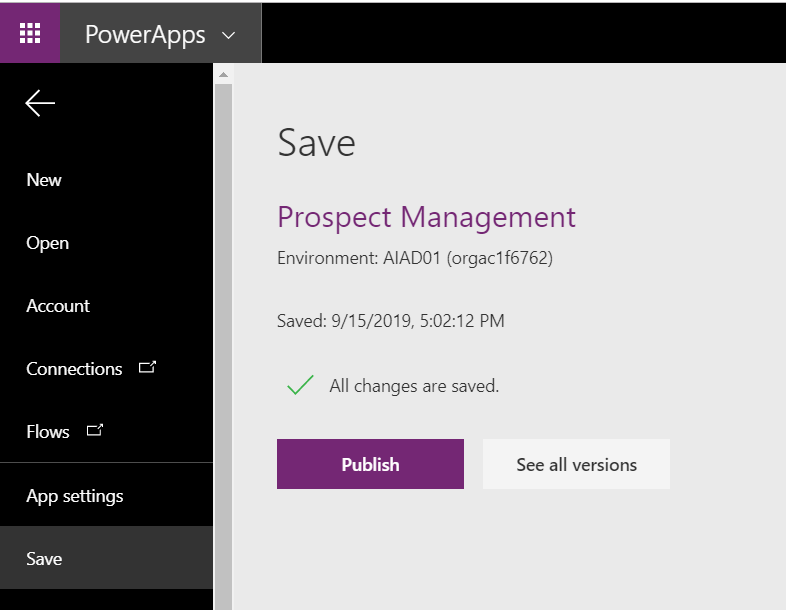 PowerApps
New
Open
Account
Connections
Flows
App settings
Save
Save
Prospect Management
Environment: AIAD01 (orgac1f6762)
Saved: 9/15/2019, 5:02:12 PM
All changes are saved.
Publish
See all versions